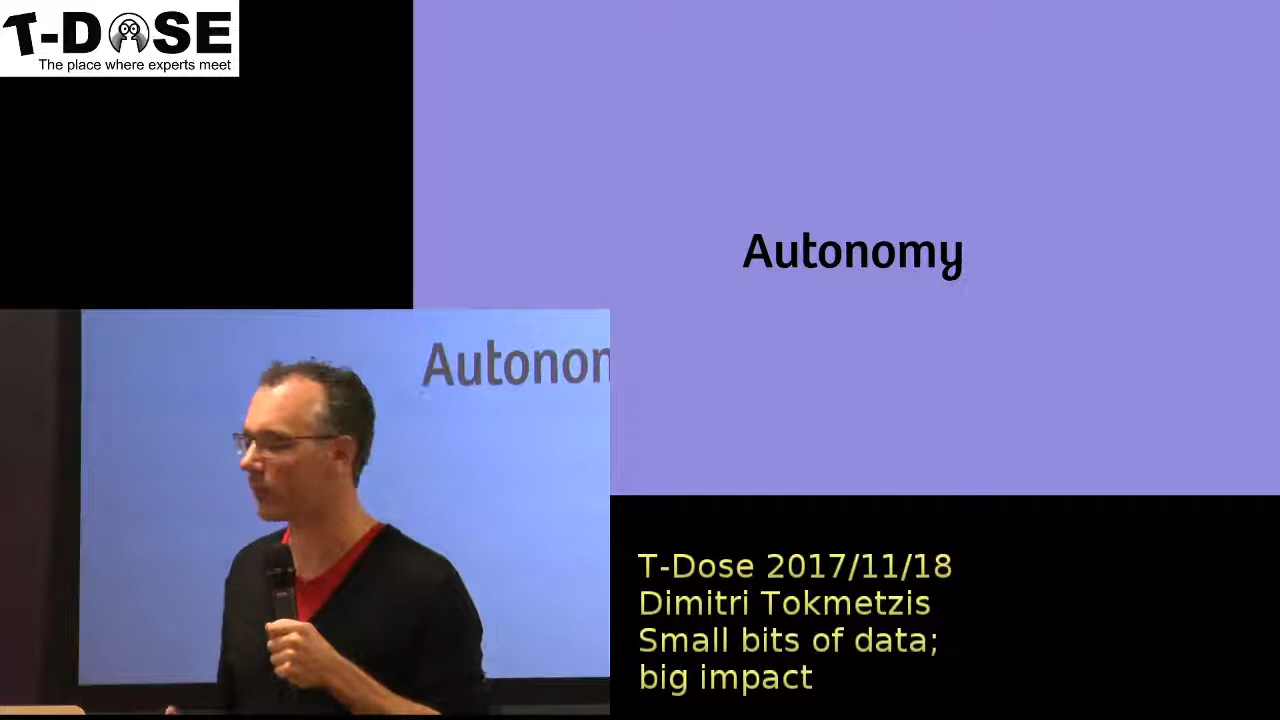 T-DOSE
The place where experts meet
Autonomy
Autonom
T-Dose 2017/11/18
Dimitri Tokmetzis
Small bits of data;
big impact